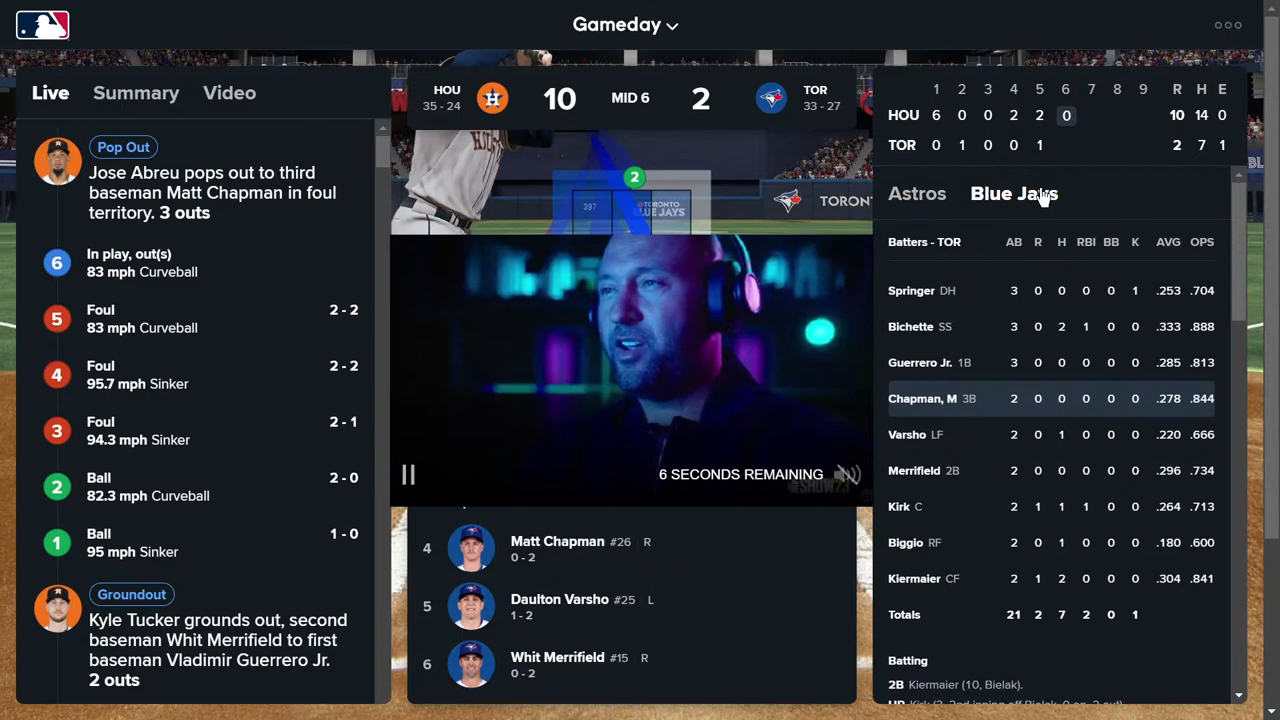 Gameday
Live Summary Video
Pop Out
Jose Abreu pops out to third
baseman Matt Chapman in foul
territory. 3 outs
6
In play, out(s)
83 mph Curveball
5
Foul 2 - 2
83 mph Curveball
4
Foul 2 - 2
95.7 mph Sinker
3
Foul 2 - 1
94.3 mph Sinker
2
Ball 2 - 0
82.3 mph Curveball
1
Ball 1 - 0
95 mph Sinker
Groundout
Kyle Tucker grounds out, second
baseman Whit Merrifield to first
baseman Vladimir Guerrero Jr.
2 outs
HOU
35 - 24
10
MID 6
2
TOR
33 - 27
2
397
TORONTO
BLUE JAYS
TORON
6 SECONDS REMAINING
4
Matt Chapman #26 R
0 - 2
5
Daulton Varsho #25 L
1 - 2
6
Whit Merrifield #15 R
0 - 2
1 2 3 4 5 6 7 8 9 R H E
HOU 6 0 0 2 2 0 10 14 0
TOR 0 1 0 0 1 2 7 1
Astros Blue Jays
Batters - TOR AB R H RBI BB K AVG OPS
Springer DH 3 0 0 0 0 1 .253 .704
Bichette SS 3 0 2 1 0 0 .333 .888
Guerrero Jr. 1B 3 0 0 0 0 0 .285 .813
Chapman, M 3B 2 0 0 0 0 0 .278 .844
Varsho LF 2 0 1 0 0 0 .220 .666
Merrifield 2B 2 0 0 0 0 0 .296 .734
Kirk C 2 1 1 1 0 0 .264 .713
Biggio RF 2 0 1 0 0 0 .180 .600
Kiermaier CF 2 1 2 0 0 0 .841
Totals 21 2 7 2 0 1
Batting
2B Kiermaier (10, Bielak).